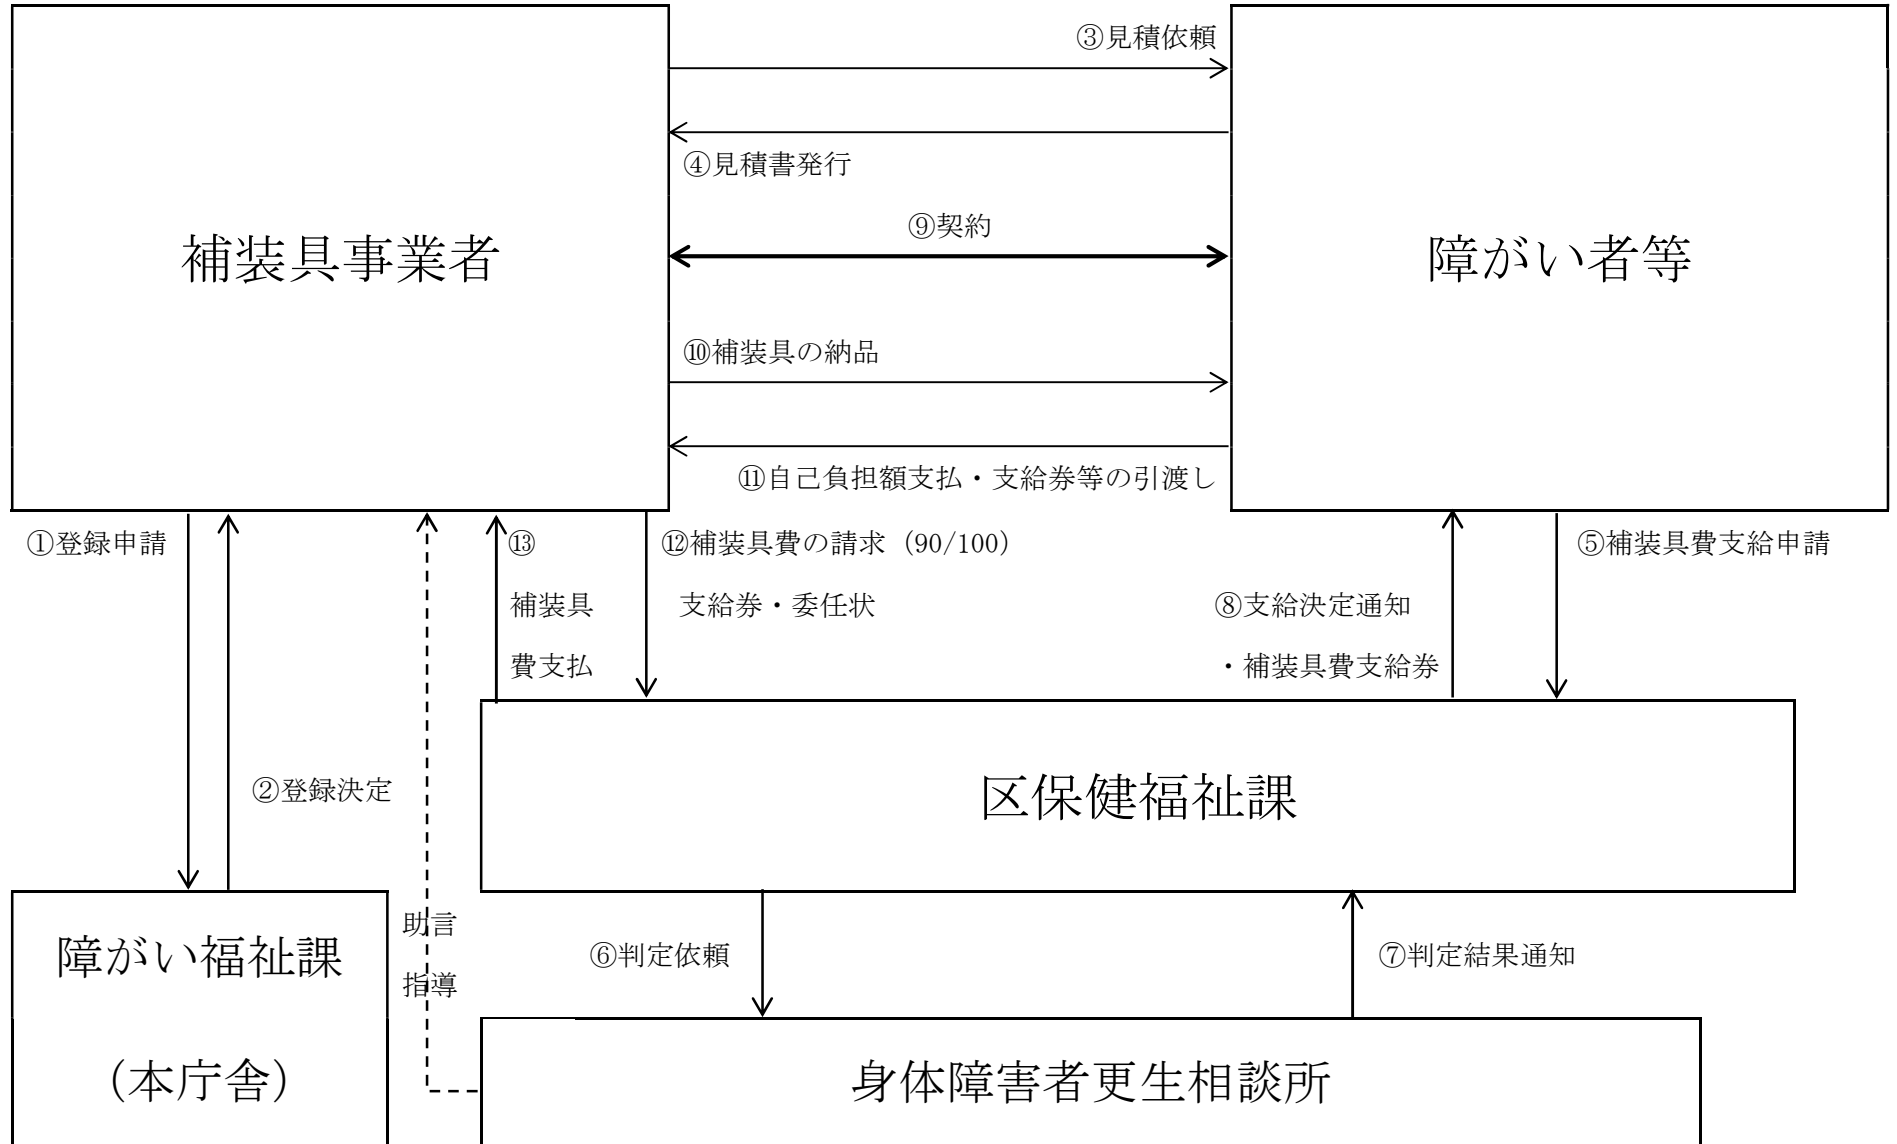 ③見積依頼
④見積書発行
⑨契約
補装具事業者
障がい者等
⑩補装具の納品
⑪自己負担額支払・支給券等の引渡し
①登録申請
⑬
補装具
費支払
⑫補装具費の請求（90/100）
支給券・委任状
⑧支給決定通知
・補装具費支給券
⑤補装具費支給申請
②登録決定
区保健福祉課
助言
指導
障がい福祉課
（本庁舎）
⑥判定依頼
⑦判定結果通知
身体障害者更生相談所